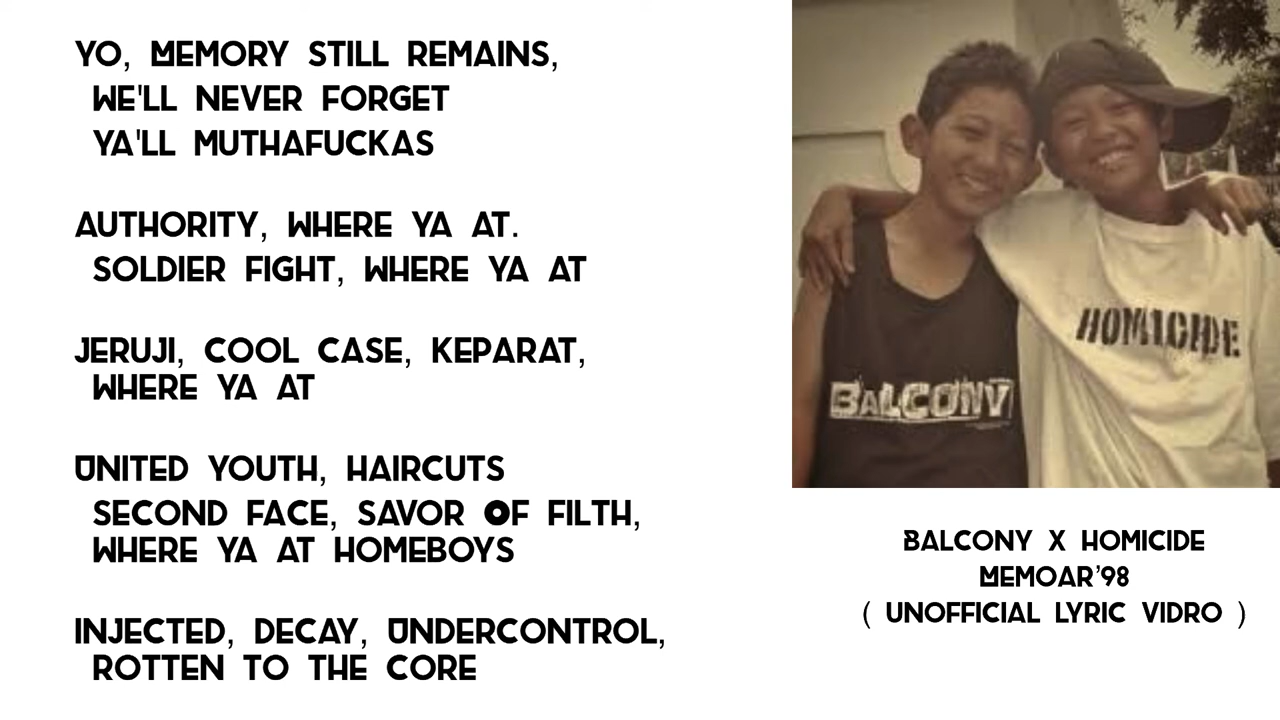 YO, MEMORY STILL REMAINS,
WE'LL NEVER FORGET
YA'LL MUTHAFUCKAS
AUTHORITY, WHERE YA AT.
SOLDIER FIGHT, WHERE YA AT
JERUJI, COOL CASE, KEPARAT,
WHERE YA AT
UNITED YOUTH, HAIRCUTS
SECOND FACE, SAVOR OF FILTH,
WHERE YA AT HOMEBOYS
INJECTED, DECAY, UNDERCONTROL,
ROTTEN TO THE CORE
HOMICIDE
BALCONY
BALCONY X HOMICIDE
MEMOAR'98
( UNOFFICIAL LYRIC VIDRO )